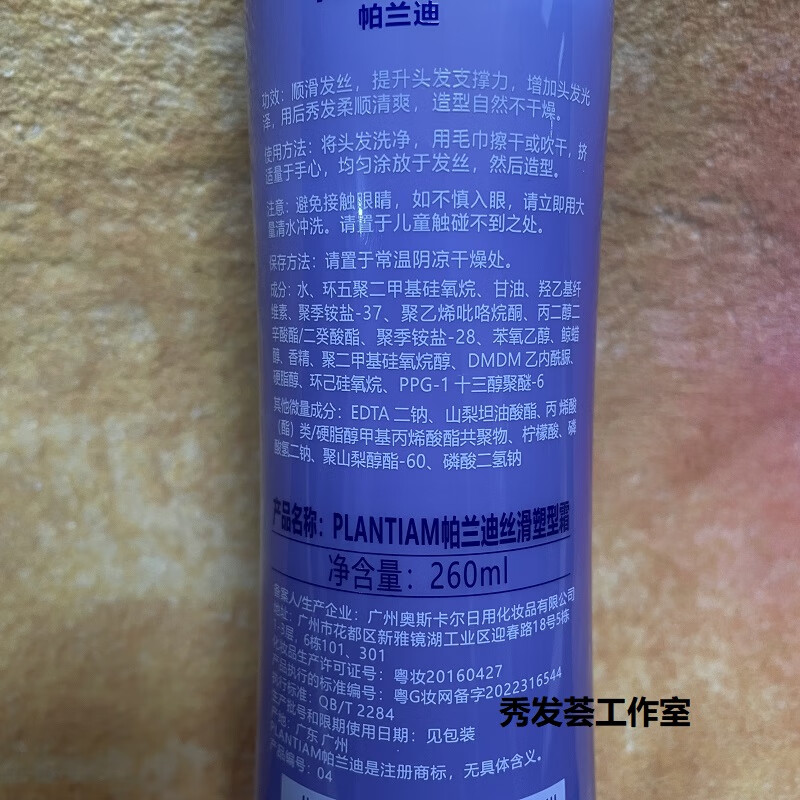 帕兰迪
功效：顺滑发丝，提升头发支撑力，增加头发光
泽，用后秀发柔顺清爽，造型自然不干燥。
使用方法：将头发洗净，用毛巾擦干或吹干，挤
适量于手心，均匀涂放于发丝，然后造型。
注意：避免接触眼睛，如不慎入眼，请立即用大
量清水冲洗。请置于儿童触碰不到之处。
保存方法：请置于常温阴凉干燥处。
成分：水、环五聚二甲基硅氧烷、甘油、羟乙基纤
维素、聚季铵盐-37、聚乙烯吡咯烷酮、丙二醇二
辛酸酯/二癸酸酯、聚季铵盐-28、苯氧乙醇、鲸蜡
醇、香精、聚二甲基硅氧烷醇、DMDM 乙内酰脲、
硬脂醇、环己硅氧烷、PPG-1 十三醇聚醚-6
其他微量成分：EDTA 二钠、山梨坦油酸酯、丙 烯酸
（酯）类/硬脂醇甲基丙烯酸酯共聚物、柠檬酸、磷
酸氢二钠、聚山梨醇酯-60、磷酸二氢钠
产品名称：PLANTIAM帕兰迪丝滑塑型霜
净含量：260ml
备案人/生产企业：广州奥斯卡尔日用化妆品有限公司
地址：广州市花都区新雅镜湖工业区迎春路18号5栋
1-3层，6栋101、301
化妆品生产许可证号：粤妆20160427
产品执行的标准编号：粤G妆网备字2022316544
执行标准：QB/T 2284
生产批号和限期使用日期：见包装
产地：广东 广州
PLANTIAM帕兰迪是注册商标，无具体含义。
产品编号：04
秀发荟工作室